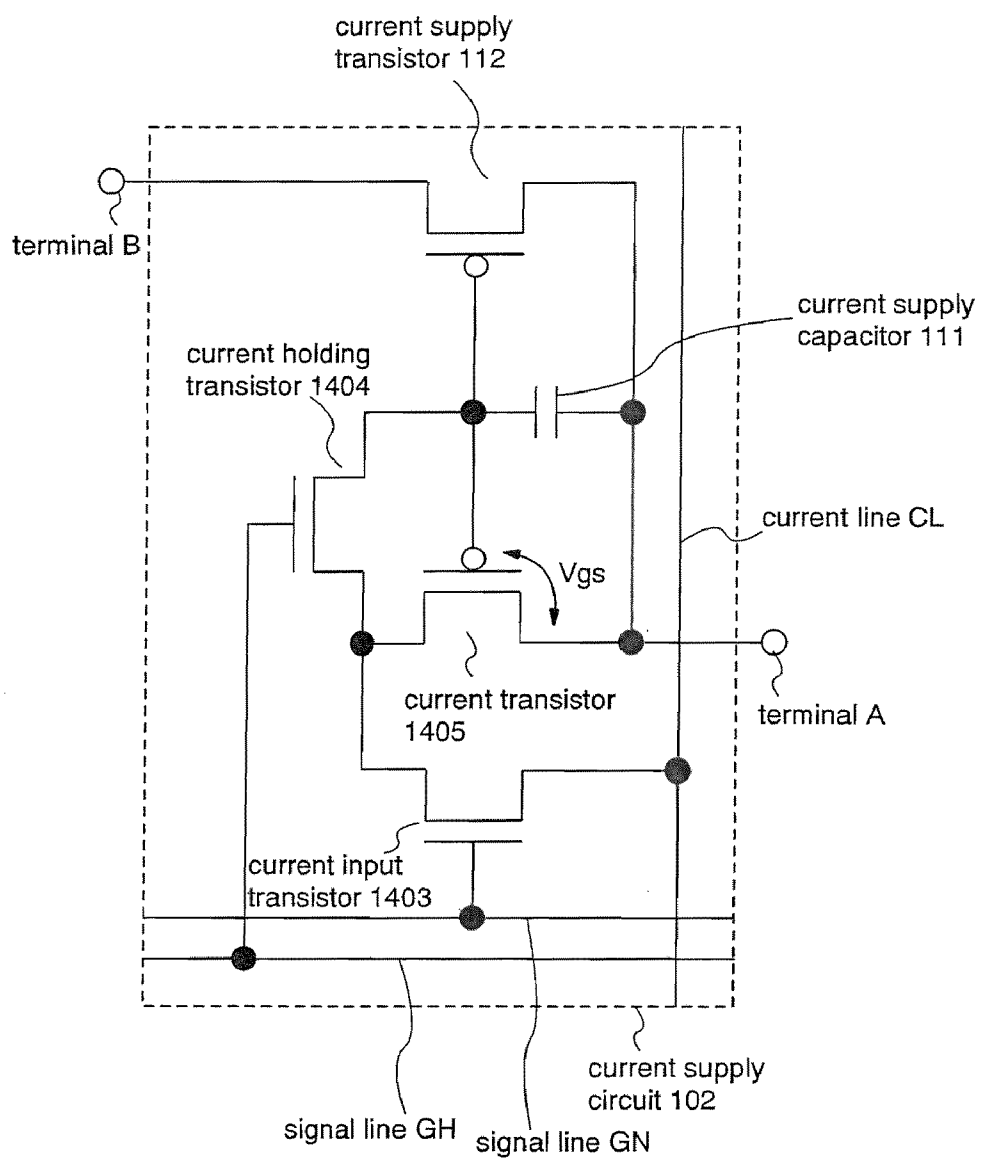 current supply
transistor 112
terminal B
current supply
capacitor 111
current holding
transistor 1404
current line CL
Vgs
current transistor
1405
terminal A
current input
transistor 1403
current supply
circuit 102
signal line GH
signal line GN